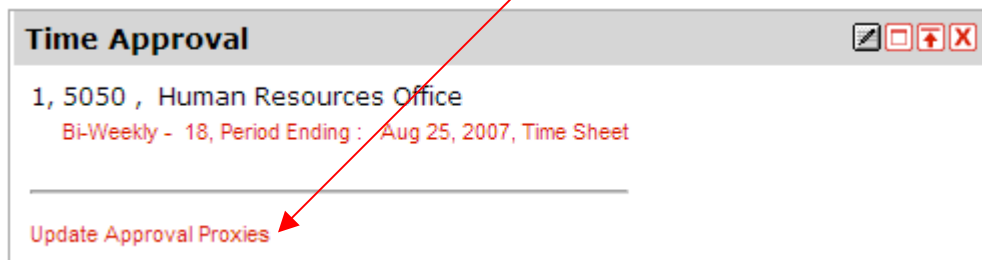 Time Approval
1, 5050 , Human Resources Office
Bi-Weekly - 18, Period Ending : Aug 25, 2007, Time Sheet
Update Approval Proxies